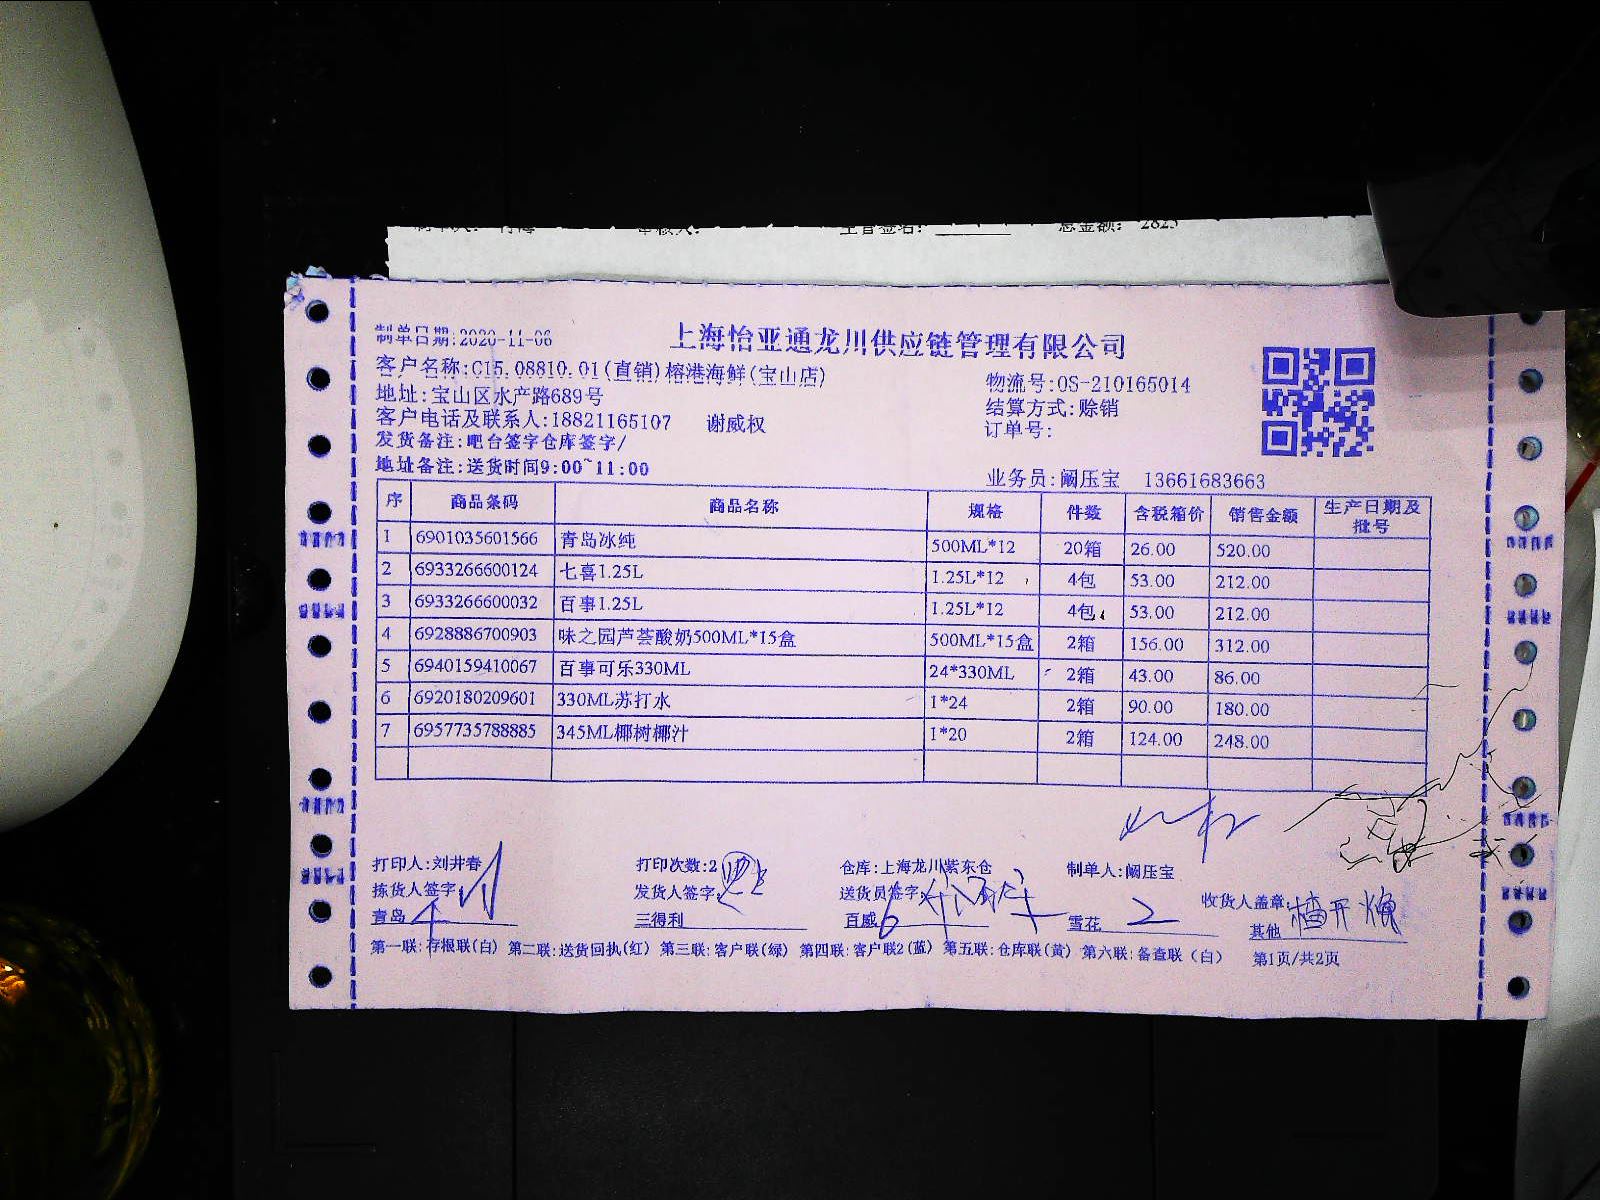 总金额: 2825
制单日期:2020-11-06
上海怡亚通龙川供应链管理有限公司
客户名称:C15.08810.01(直销)榕港海鲜(宝山店)
物流号:OS-210165014
地址:宝山区水产路689号
结算方式:赊销
客户电话及联系人:18821165107 谢威权
订单号:
发货备注:吧台签字仓库签字/
地址备注:送货时间9:00~11:00
业务员:阚压宝 13661683663
序 商品条码 商品名称 规格 件数 含税箱价 销售金额 生产日期及批号
1 6901035601566 青岛冰纯 500ML*12 20箱 26.00 520.00
2 6933266600124 七喜1.25L 1.25L*12 4包 53.00 212.00
3 6933266600032 百事1.25L 1.25L*12 4包 53.00 212.00
4 6928886700903 味之园芦荟酸奶500ML*15盒 500ML*15盒 2箱 156.00 312.00
5 6940159410067 百事可乐330ML 24*330ML 2箱 43.00 86.00
6 6920180209601 330ML苏打水 1*24 2箱 90.00 180.00
7 6957735788885 345ML椰树椰汁 1*20 2箱 124.00 248.00
打印人:刘井春 打印次数:2 仓库:上海龙川紫东仓 制单人:阚压宝
拣货人签字: 发货人签字: 送货员签字: 收货人盖章:
青岛 4 三得利 百威 6 雪花 2 其他
第一联:存根联(白) 第二联:送货回执(红) 第三联:客户联(绿) 第四联:客户联2(蓝) 第五联:仓库联(黄) 第六联:备查联(白) 第1页/共2页